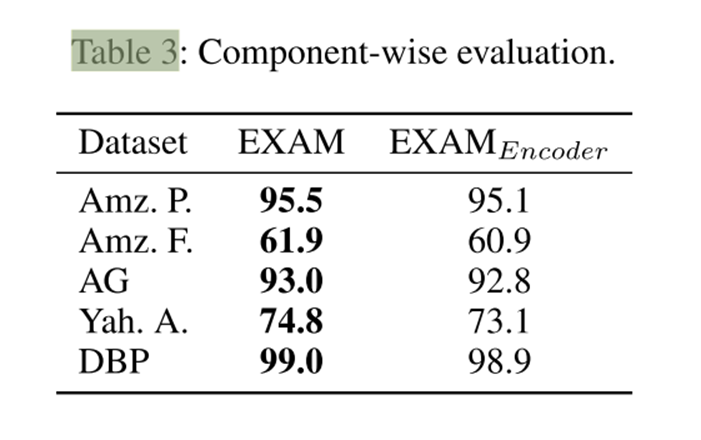 Table 3: Component-wise evaluation.
Dataset EXAM EXAM Encoder
Amz. P. 95.5 95.1
Amz. F. 61.9 60.9
AG 93.0 92.8
Yah. A. 74.8 73.1
DBP 99.0 98.9